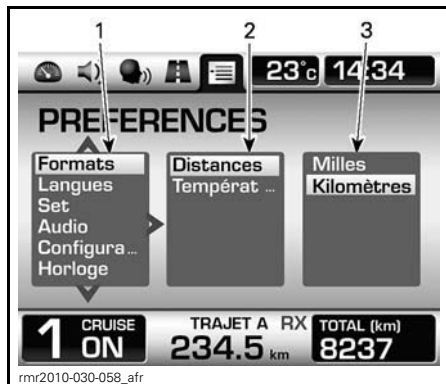 1 2 3
23°c 14:34
PREFERENCES
Formats
Langues
Set
Audio
Configura...
Horloge
Distances
Températ ...
Milles
Kilomètres
1 CRUISE ON
TRAJET A RX
234.5 km
TOTAL (km)
8237
rmr2010-030-058_afr